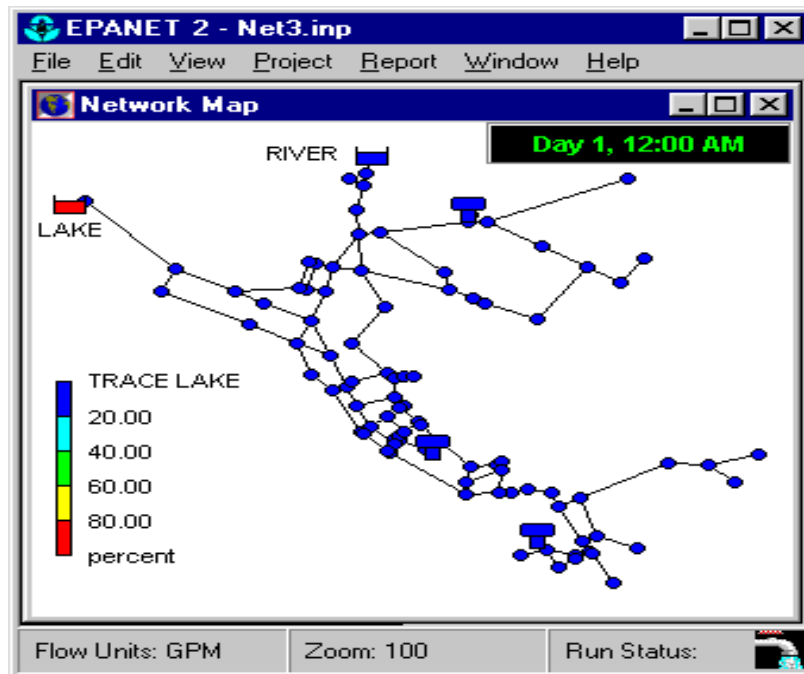 EPANET 2 - Net3.inp
File Edit View Project Report Window Help
Network Map
Day 1, 12:00 AM
RIVER
LAKE
TRACE LAKE
20.00
40.00
60.00
80.00
percent
Flow Units: GPM Zoom: 100 Run Status: